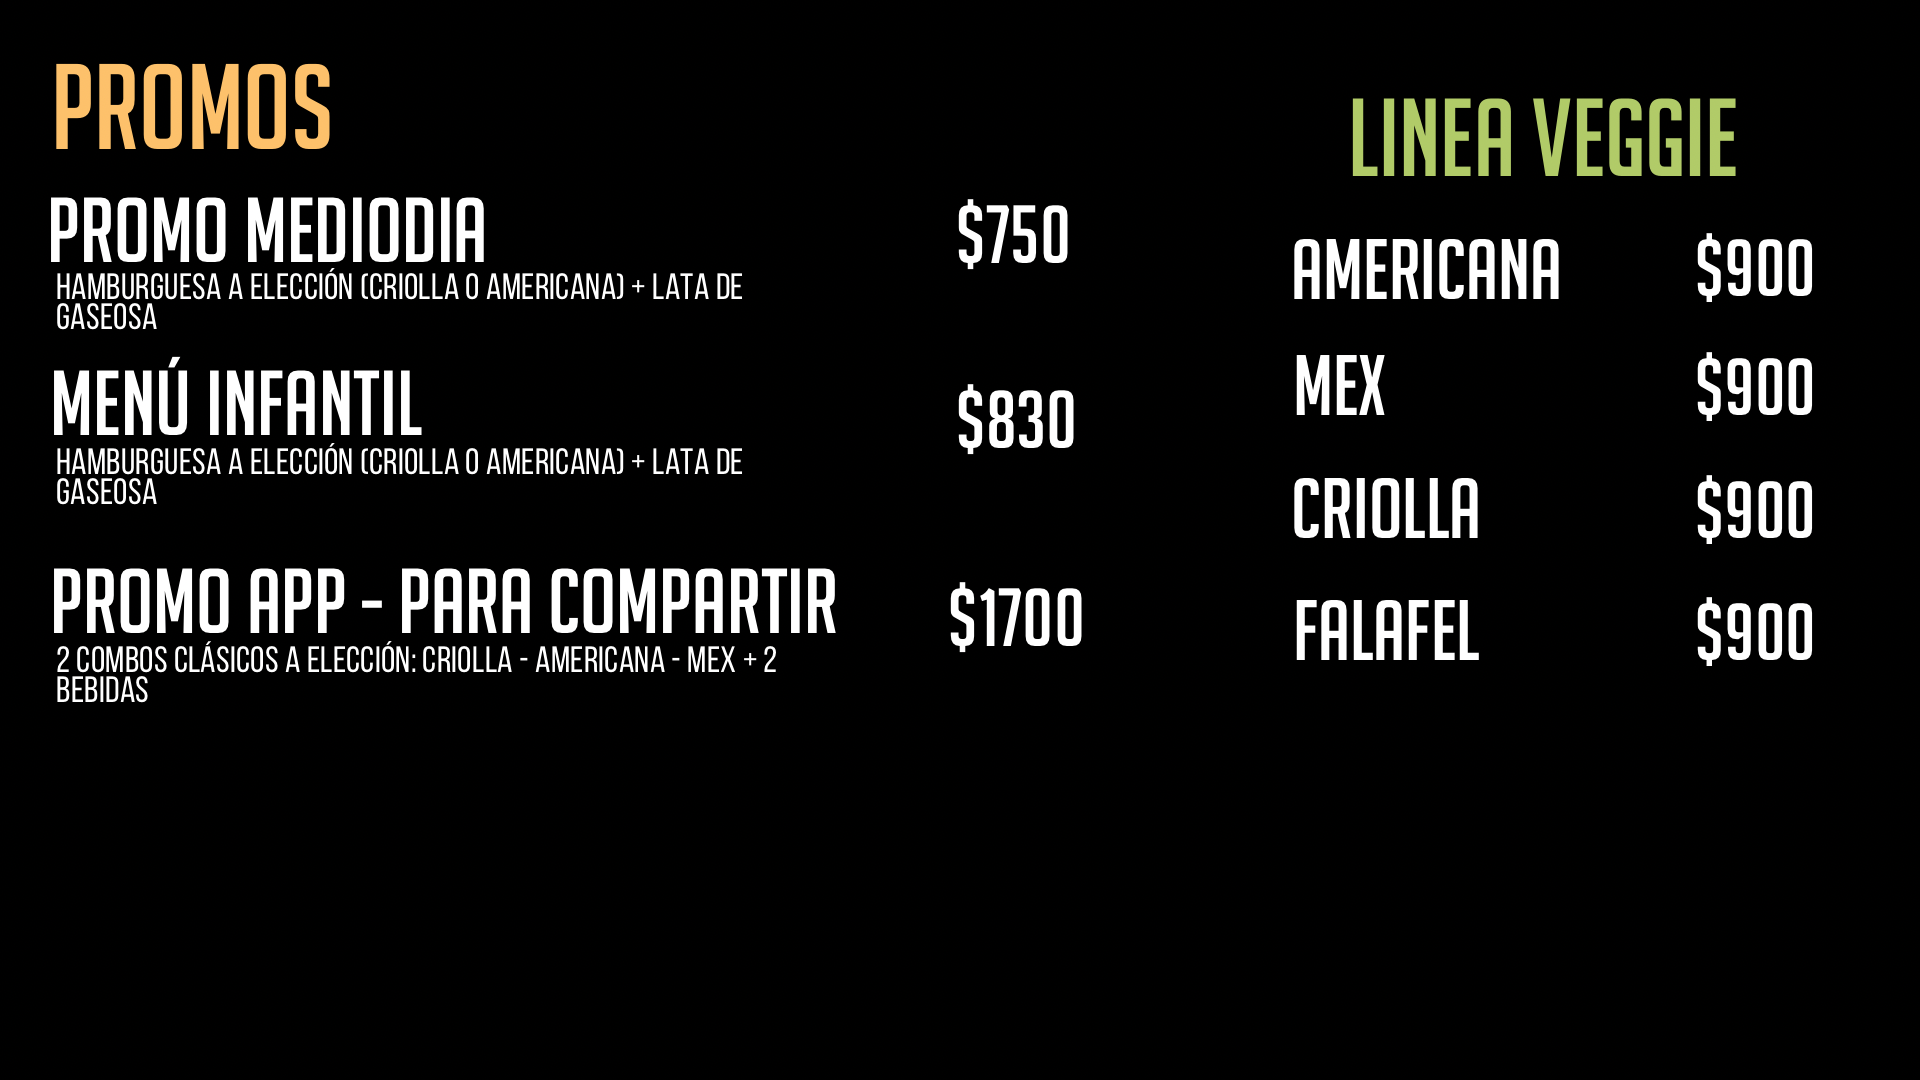 PROMOS
PROMO MEDIODIA $750
HAMBURGUESA A ELECCIÓN (CRIOLLA O AMERICANA) + LATA DE
GASEOSA
MENÚ INFANTIL $830
HAMBURGUESA A ELECCIÓN (CRIOLLA O AMERICANA) + LATA DE
GASEOSA
PROMO APP - PARA COMPARTIR $1700
2 COMBOS CLÁSICOS A ELECCIÓN: CRIOLLA - AMERICANA - MEX + 2
BEBIDAS
LINEA VEGGIE
AMERICANA $900
MEX $900
CRIOLLA $900
FALAFEL $900